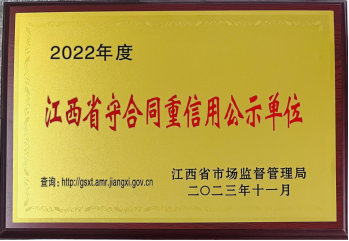 2022年度
江西省守合同重信用公示单位
查询:http://gsxt.amr.jiangxi.gov.cn
江西省市场监督管理局
二〇二三年十一月